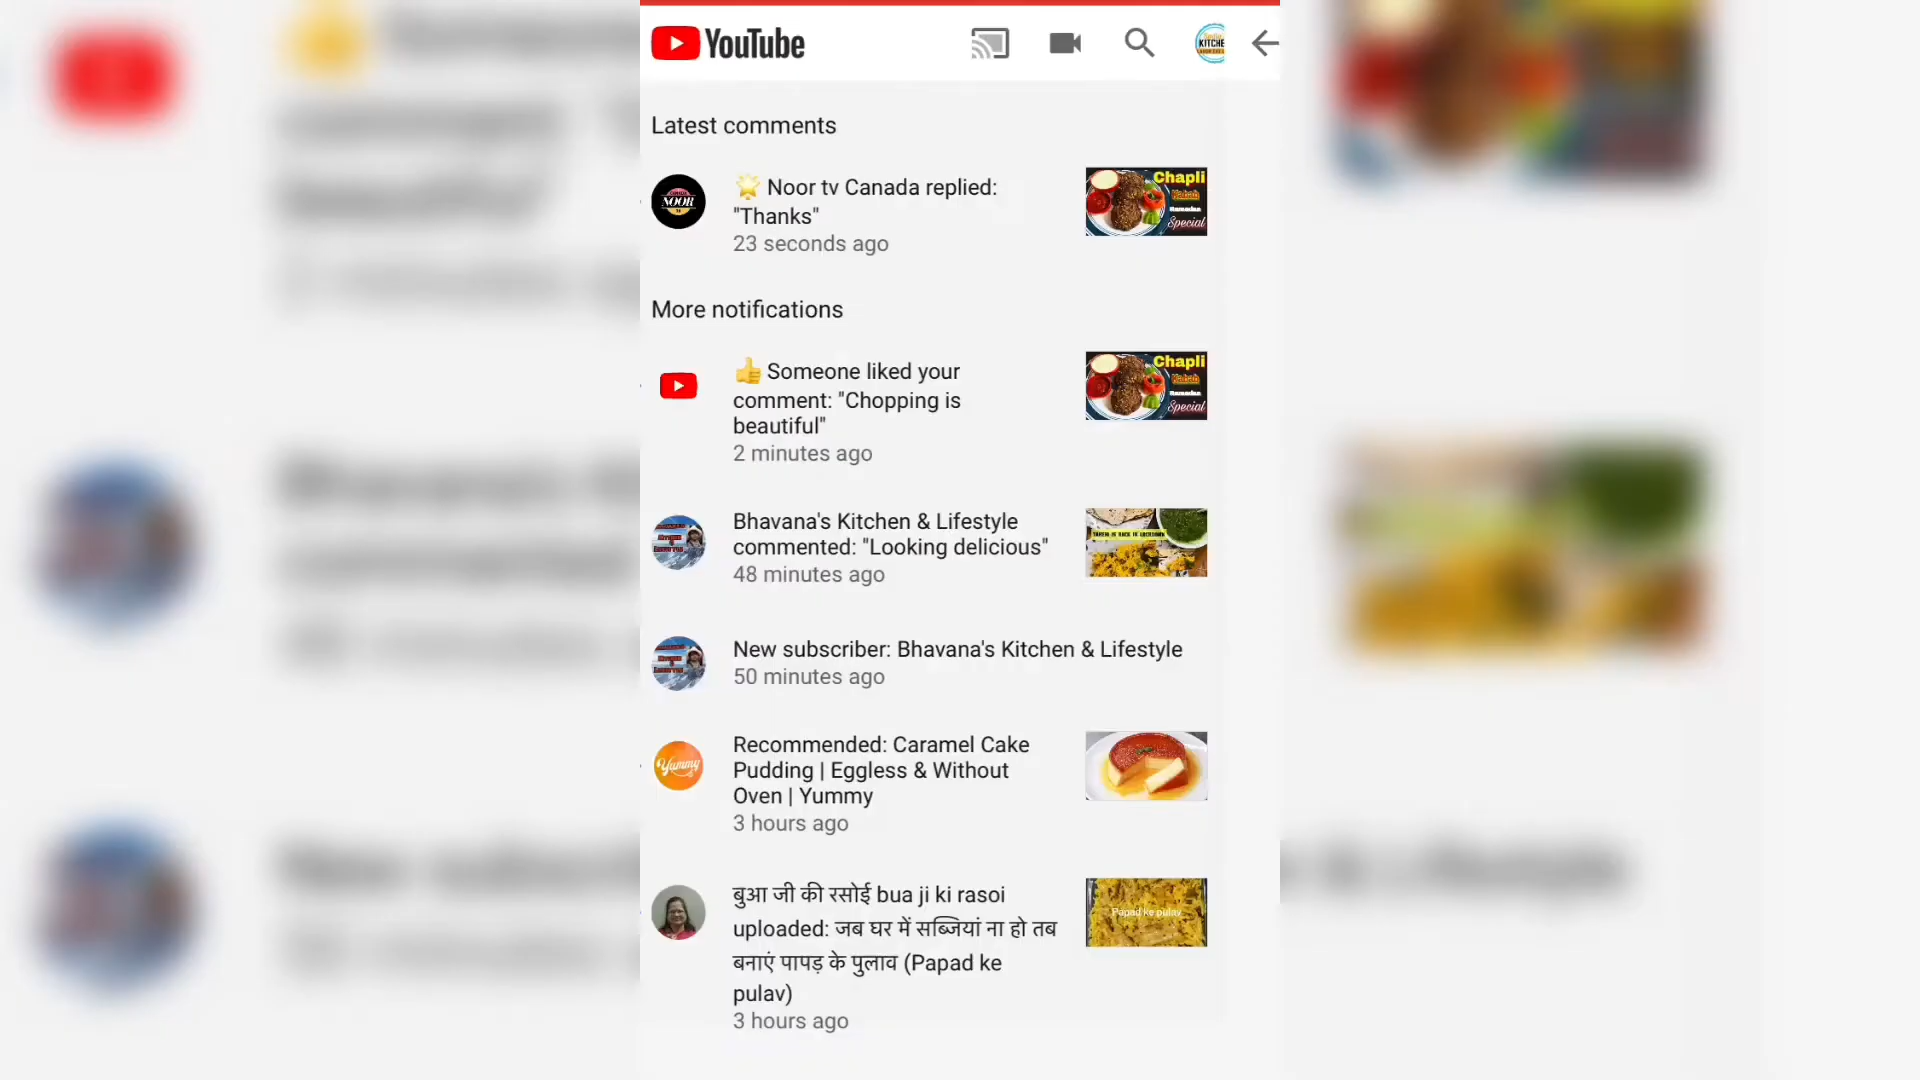 YouTube
KITCHE
Latest comments
🌟 Noor tv Canada replied:
"Thanks"
23 seconds ago
NOOR
Chapli
Kabab
Ramadan
Special
More notifications
👍 Someone liked your
comment: "Chopping is
beautiful"
2 minutes ago
Chapli
Kabab
Ramadan
Special
Bhavana's Kitchen & Lifestyle
commented: "Looking delicious"
48 minutes ago
New subscriber: Bhavana's Kitchen & Lifestyle
50 minutes ago
Yummy
Recommended: Caramel Cake
Pudding | Eggless & Without
Oven | Yummy
3 hours ago
बुआ जी की रसोई bua ji ki rasoi
uploaded: जब घर में सब्जियां ना हो तब
बनाएं पापड़ के पुलाव (Papad ke
pulav)
3 hours ago
Papad ke pulav